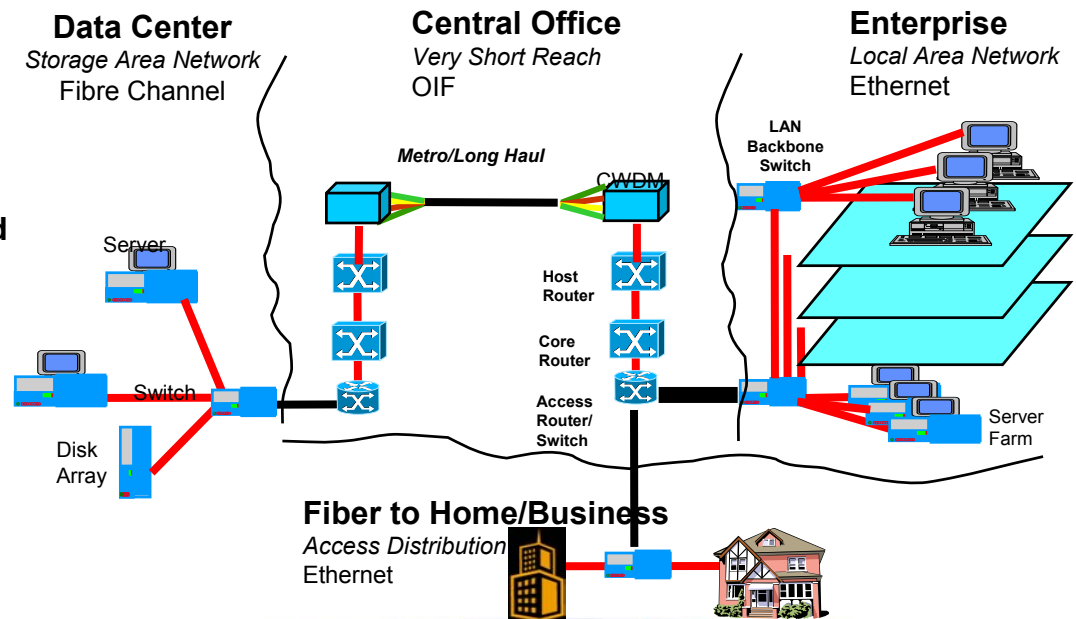 Data Center
Storage Area Network
Fibre Channel
Central Office
Very Short Reach
OIF
Enterprise
Local Area Network
Ethernet
LAN
Backbone
Switch
Metro/Long Haul
CWDM
d
Server
Host
Router
Core
Router
Switch
Access
Router/
Switch
Disk
Array
Server
Farm
Fiber to Home/Business
Access Distribution
Ethernet